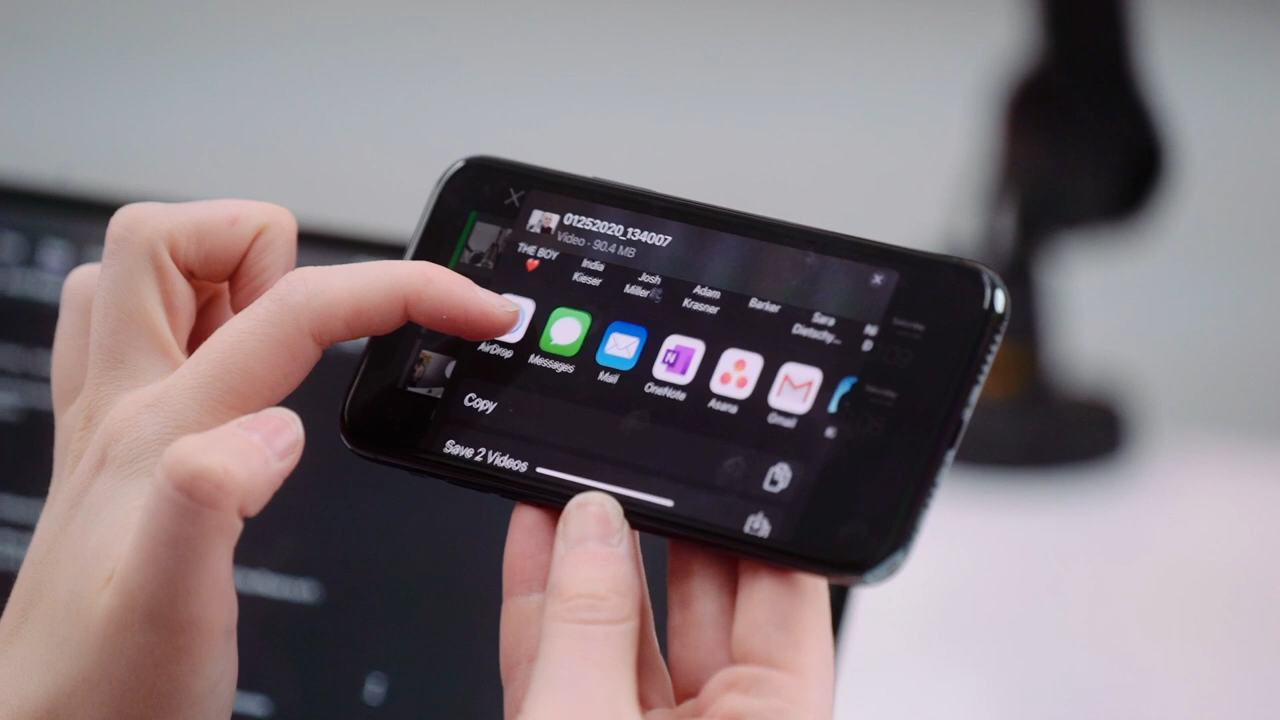 01252020_134007
Video · 90.4 MB
THE BOY
❤️
India
Kieser
Josh
Miller
Adam
Krasner
Barker
Sara
Dietschy...
AirDrop
Messages
Mail
OneNote
Asana
Gmail
Copy
Save 2 Videos